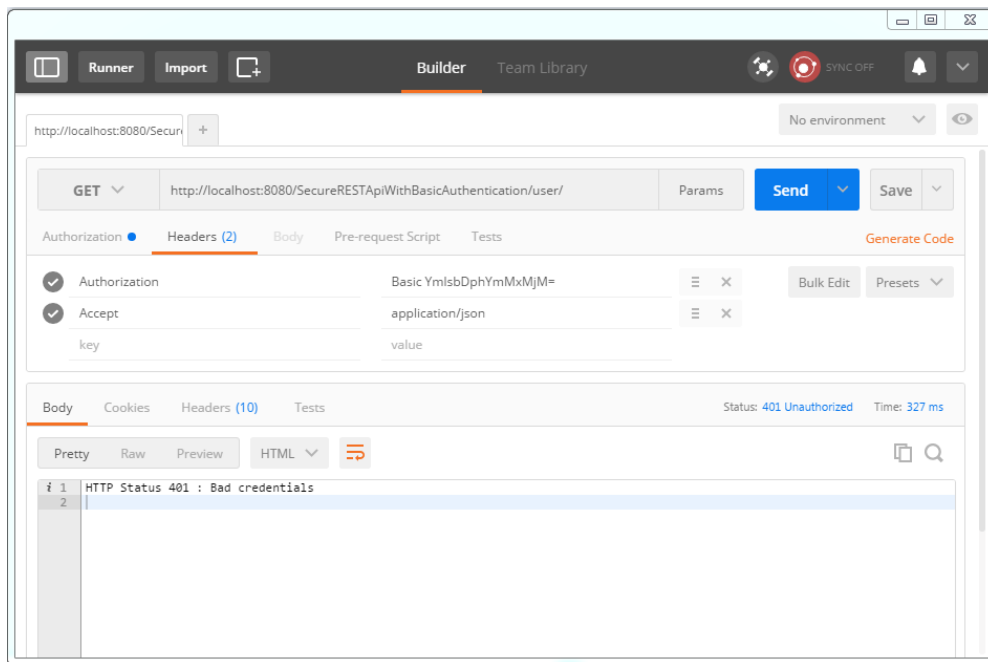 Runner Import Builder Team Library SYNC OFF
http://localhost:8080/Secur +
No environment
GET http://localhost:8080/SecureRESTApiWithBasicAuthentication/user/ Params Send Save
Authorization Headers (2) Body Pre-request Script Tests Generate Code
Authorization Basic YmlsbDphYmMxMjM= Bulk Edit Presets
Accept application/json
key value
Body Cookies Headers (10) Tests Status: 401 Unauthorized Time: 327 ms
Pretty Raw Preview HTML
i 1 HTTP Status 401 : Bad credentials
2